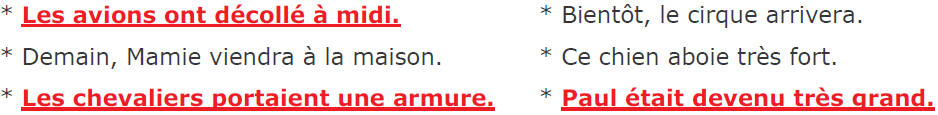 * Les avions ont décollé à midi.
* Demain, Mamie viendra à la maison.
* Les chevaliers portaient une armure.
* Bientôt, le cirque arrivera.
* Ce chien aboie très fort.
* Paul était devenu très grand.